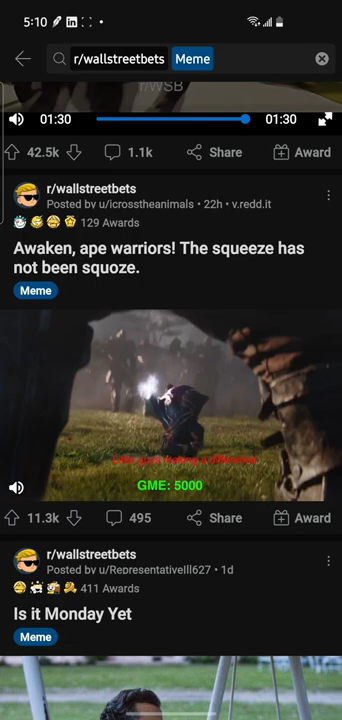 5:10
r/wallstreetbets Meme
r/WSB
01:30 01:30
42.5k 1.1k Share Award
r/wallstreetbets
Posted by u/icrosstheanimals • 22h • v.redd.it
129 Awards
Awaken, ape warriors! The squeeze has
not been squoze.
Meme
GME: 5000
11.3k 495 Share Award
r/wallstreetbets
Posted by u/RepresentativeIll627 • 1d
411 Awards
Is it Monday Yet
Meme